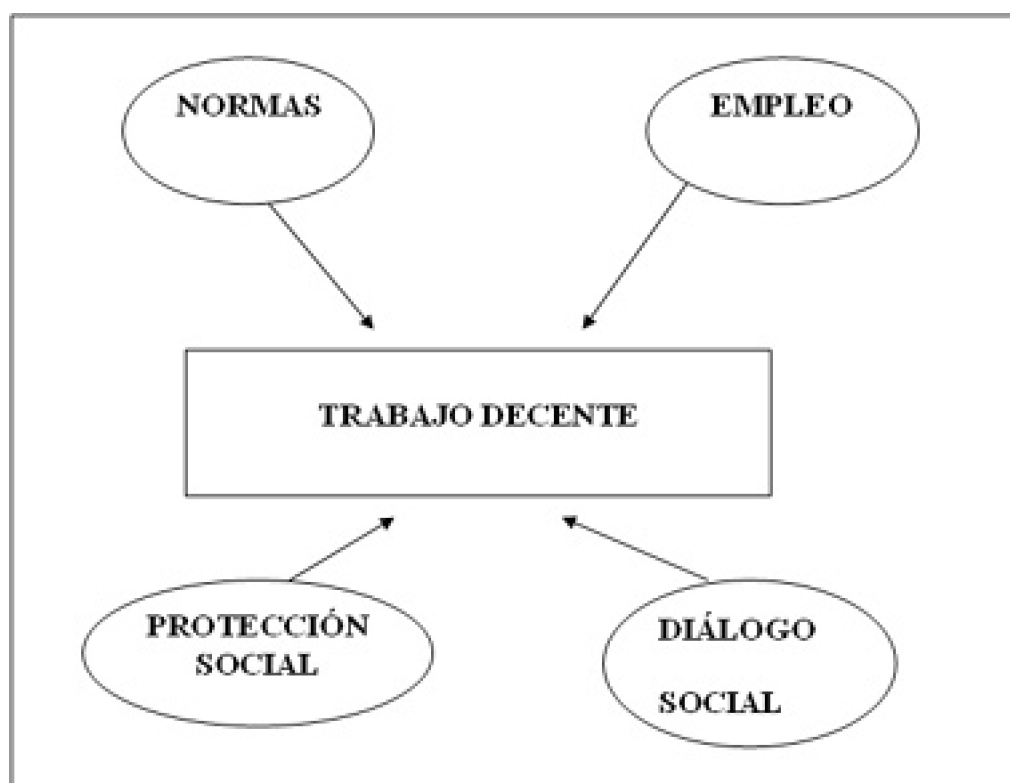 NORMAS
EMPLEO
TRABAJO DECENTE
PROTECCIÓN
SOCIAL
DIÁLOGO
SOCIAL